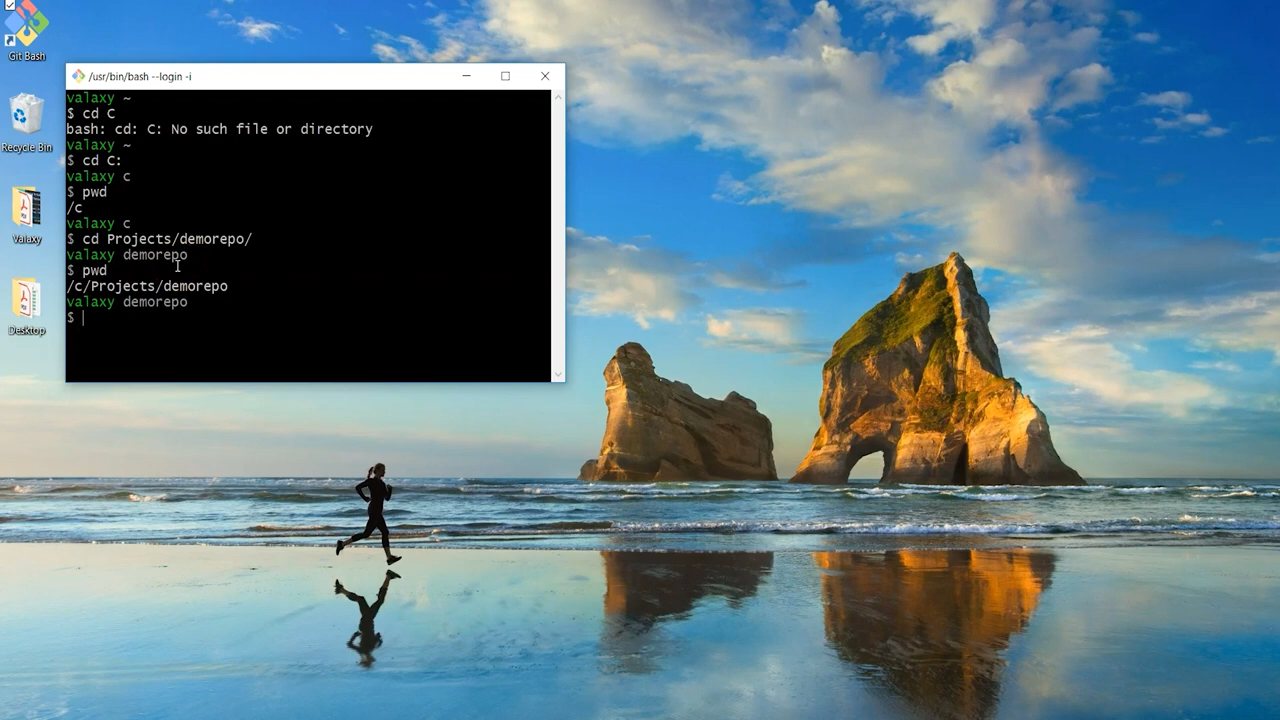 Git Bash
Recycle Bin
Valaxy
Desktop
/usr/bin/bash --login -i
valaxy ~
$ cd C
bash: cd: C: No such file or directory
valaxy ~
$ cd C:
valaxy c
$ pwd
/c
valaxy c
$ cd Projects/demorepo/
valaxy demorepo
$ pwd
/c/Projects/demorepo
valaxy demorepo
$